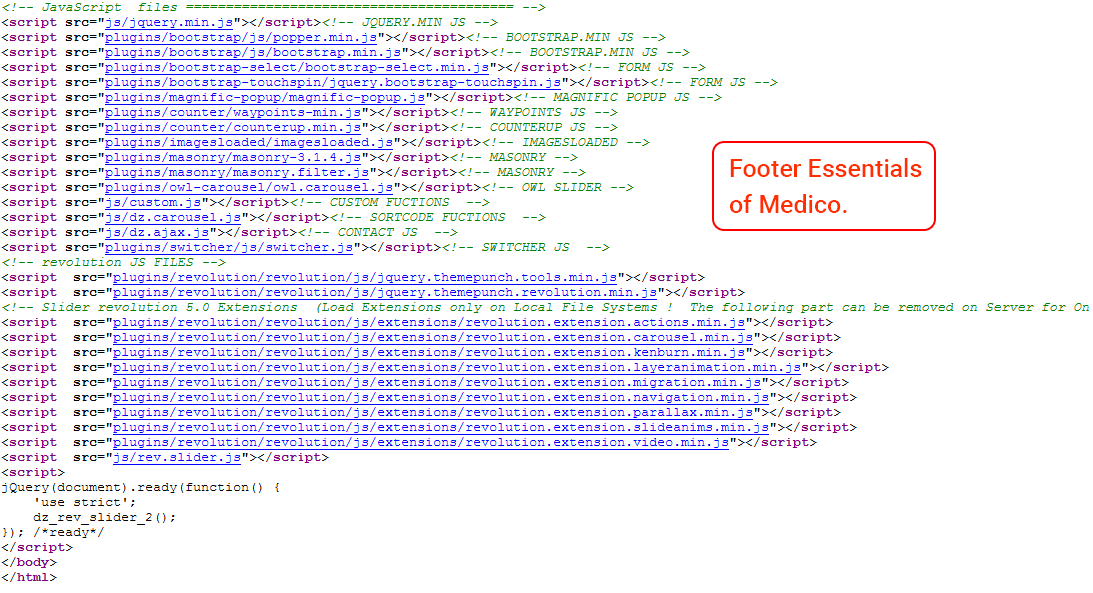 <!-- JavaScript  files ========================================= -->
<script src="js/jquery.min.js"></script><!-- JQUERY.MIN JS -->
<script src="plugins/bootstrap/js/popper.min.js"></script><!-- BOOTSTRAP.MIN JS -->
<script src="plugins/bootstrap/js/bootstrap.min.js"></script><!-- BOOTSTRAP.MIN JS -->
<script src="plugins/bootstrap-select/bootstrap-select.min.js"></script><!-- FORM JS -->
<script src="plugins/bootstrap-touchspin/jquery.bootstrap-touchspin.js"></script><!-- FORM JS -->
<script src="plugins/magnific-popup/magnific-popup.js"></script><!-- MAGNIFIC POPUP JS -->
<script src="plugins/counter/waypoints-min.js"></script><!-- WAYPOINTS JS -->
<script src="plugins/counter/counterup.min.js"></script><!-- COUNTERUP JS -->
<script src="plugins/imagesloaded/imagesloaded.js"></script><!-- IMAGESLOADED -->
<script src="plugins/masonry/masonry-3.1.4.js"></script><!-- MASONRY -->
<script src="plugins/masonry/masonry.filter.js"></script><!-- MASONRY -->
<script src="plugins/owl-carousel/owl.carousel.js"></script><!-- OWL SLIDER -->
<script src="js/custom.js"></script><!-- CUSTOM FUCTIONS  -->
<script src="js/dz.carousel.js"></script><!-- SORTCODE FUCTIONS  -->
<script src="js/dz.ajax.js"></script><!-- CONTACT JS  -->
<script src="plugins/switcher/js/switcher.js"></script><!-- SWITCHER JS  -->
<!-- revolution JS FILES -->
<script  src="plugins/revolution/revolution/js/jquery.themepunch.tools.min.js"></script>
<script  src="plugins/revolution/revolution/js/jquery.themepunch.revolution.min.js"></script>
<!-- Slider revolution 5.0 Extensions  (Load Extensions only on Local File Systems !  The following part can be removed on Server for On
<script  src="plugins/revolution/revolution/js/extensions/revolution.extension.actions.min.js"></script>
<script  src="plugins/revolution/revolution/js/extensions/revolution.extension.carousel.min.js"></script>
<script  src="plugins/revolution/revolution/js/extensions/revolution.extension.kenburn.min.js"></script>
<script  src="plugins/revolution/revolution/js/extensions/revolution.extension.layeranimation.min.js"></script>
<script  src="plugins/revolution/revolution/js/extensions/revolution.extension.migration.min.js"></script>
<script  src="plugins/revolution/revolution/js/extensions/revolution.extension.navigation.min.js"></script>
<script  src="plugins/revolution/revolution/js/extensions/revolution.extension.parallax.min.js"></script>
<script  src="plugins/revolution/revolution/js/extensions/revolution.extension.slideanims.min.js"></script>
<script  src="plugins/revolution/revolution/js/extensions/revolution.extension.video.min.js"></script>
<script  src="js/rev.slider.js"></script>
<script>
jQuery(document).ready(function() {
    'use strict';
    dz_rev_slider_2();
}); /*ready*/
</script>
</body>
</html>
Footer Essentials
of Medico.